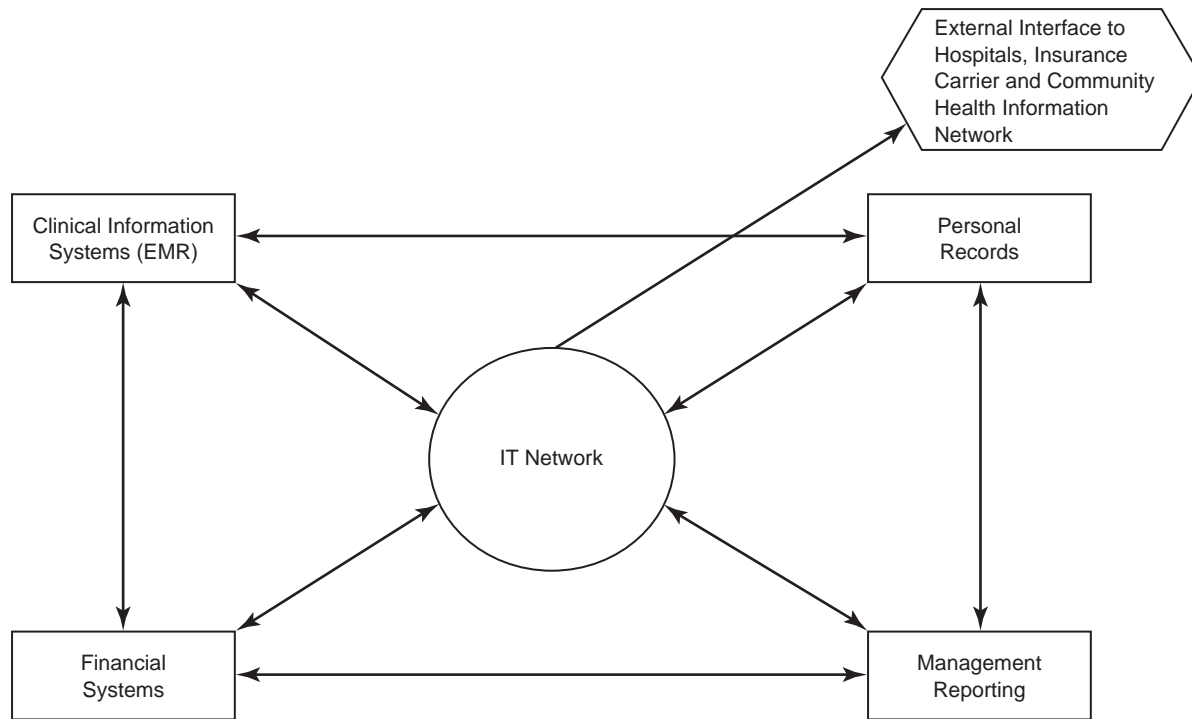 External Interface to
Hospitals, Insurance
Carrier and Community
Health Information
Network
Clinical Information
Systems (EMR)
Personal
Records
IT Network
Financial
Systems
Management
Reporting